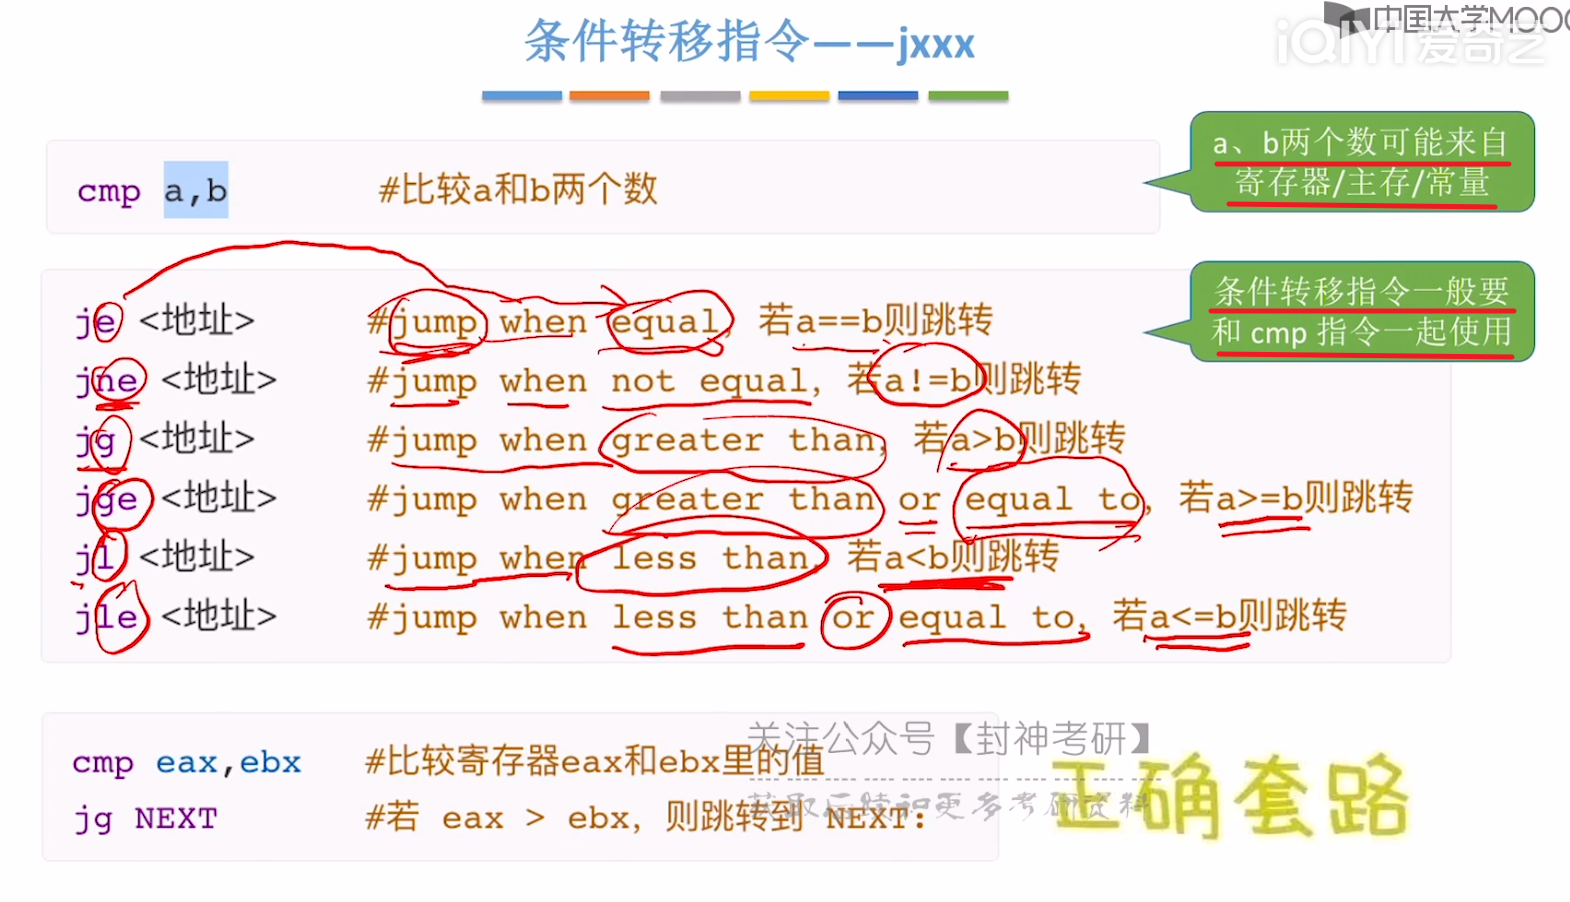 中国大学MOOC
iQIYI 爱奇艺
条件转移指令——jxxx
a、b两个数可能来自
寄存器/主存/常量
cmp a,b #比较a和b两个数
条件转移指令一般要
和 cmp 指令一起使用
je <地址> #jump when equal，若a==b则跳转
jne <地址> #jump when not equal，若a!=b则跳转
jg <地址> #jump when greater than，若a>b则跳转
jge <地址> #jump when greater than or equal to，若a>=b则跳转
jl <地址> #jump when less than，若a<b则跳转
jle <地址> #jump when less than or equal to，若a<=b则跳转
关注公众号【封神考研】
cmp eax,ebx #比较寄存器eax和ebx里的值
获取后续和更多考研资料
jg NEXT #若 eax > ebx，则跳转到 NEXT:
正确套路